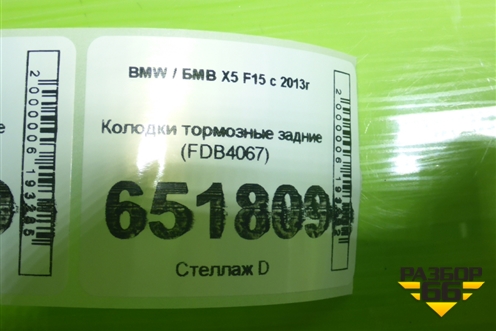 BMW / БМВ X5 F15 с 2013г
Колодки тормозные задние
(FDB4067)
651809
Стеллаж D
РАЗБОР
66